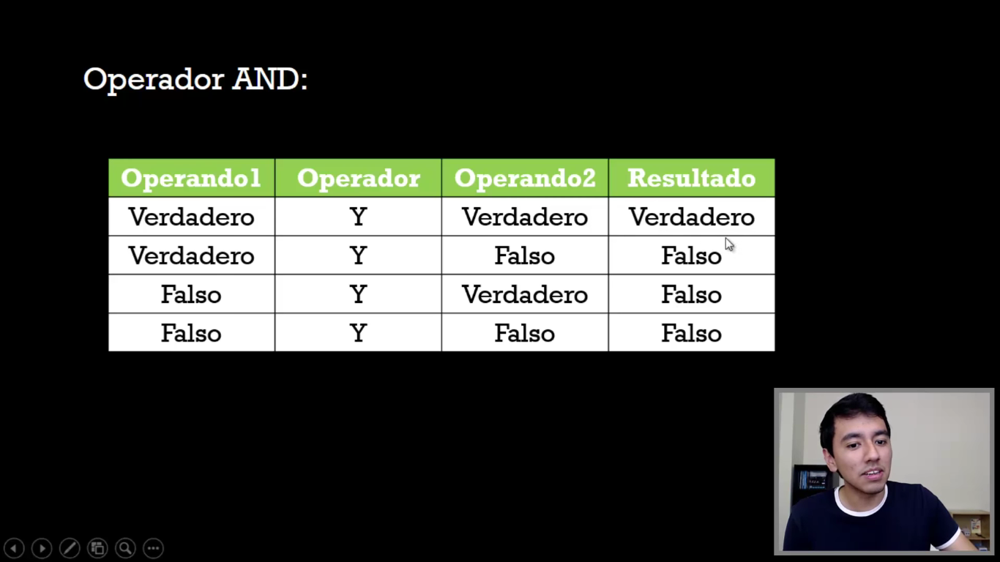 Operador AND:
Operando1 Operador Operando2 Resultado
Verdadero Y Verdadero Verdadero
Verdadero Y Falso Falso
Falso Y Verdadero Falso
Falso Y Falso Falso